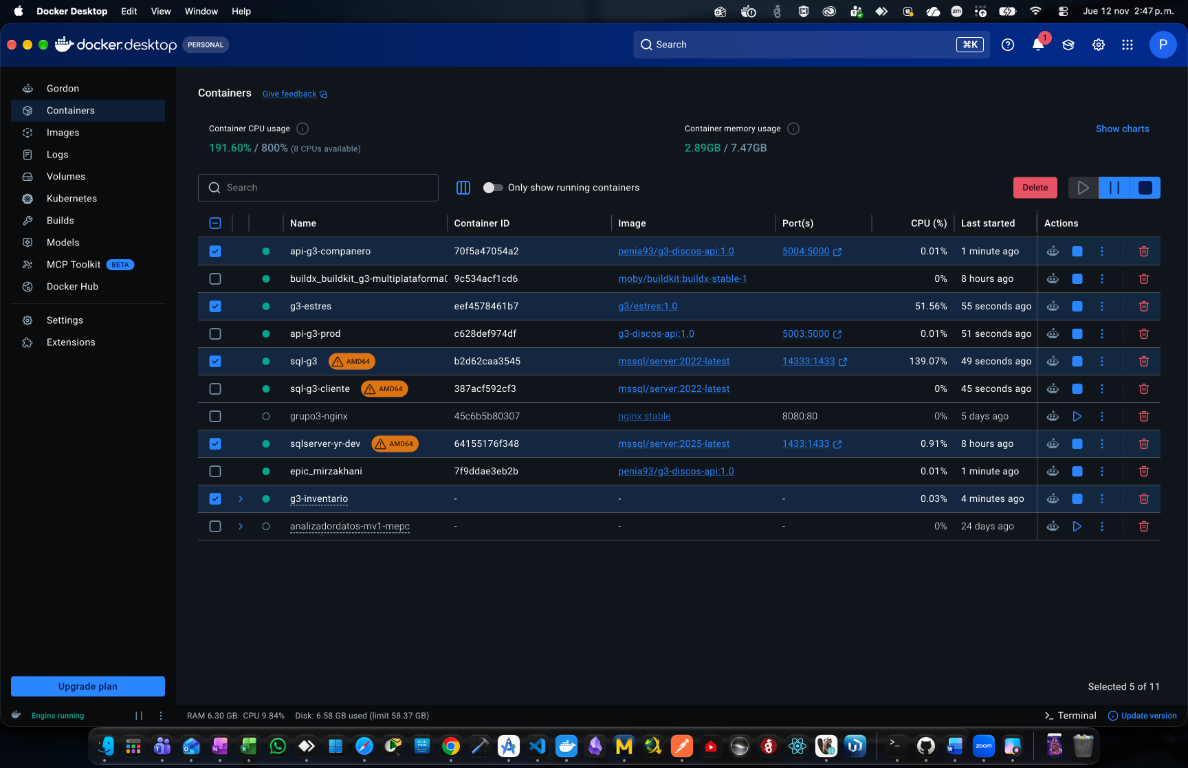 Docker Desktop Edit View Window Help Jue 12 nov 2:47 p.m.
docker.desktop PERSONAL Search ⌘K 1 P
Gordon
Containers
Images
Logs
Volumes
Kubernetes
Builds
Models
MCP Toolkit BETA
Docker Hub
Settings
Extensions
Upgrade plan
Containers Give feedback
Container CPU usage
191.60% / 800% (8 CPUs available)
Container memory usage
2.89GB / 7.47GB
Show charts
Search Only show running containers Delete
Name Container ID Image Port(s) CPU (%) Last started Actions
api-g3-companero 70f5a47054a2 penia93/g3-discos-api:1.0 5004:5000 0.01% 1 minute ago
buildx_buildkit_g3-multiplataforma0 9c534acf1cd6 moby/buildkit:buildx-stable-1 0% 8 hours ago
g3-estres eef4578461b7 g3/estres:1.0 51.56% 55 seconds ago
api-g3-prod c628def974df g3-discos-api:1.0 5003:5000 0.01% 51 seconds ago
sql-g3 AMD64 b2d62caa3545 mssql/server:2022-latest 14333:1433 139.07% 49 seconds ago
sql-g3-cliente AMD64 387acf592cf3 mssql/server:2022-latest 0% 45 seconds ago
grupo3-nginx 45c6b5b80307 nginx:stable 8080:80 0% 5 days ago
sqlserver-yr-dev AMD64 64155176f348 mssql/server:2025-latest 1433:1433 0.91% 8 hours ago
epic_mirzakhani 7f9ddae3eb2b penia93/g3-discos-api:1.0 0.01% 1 minute ago
g3-inventario - - - 0.03% 4 minutes ago
analizadordatos-mv1-mepc - - - 0% 24 days ago
Selected 5 of 11
Engine running RAM 6.30 GB CPU 9.84% Disk: 6.58 GB used (limit 58.37 GB) Terminal Update version
zoom